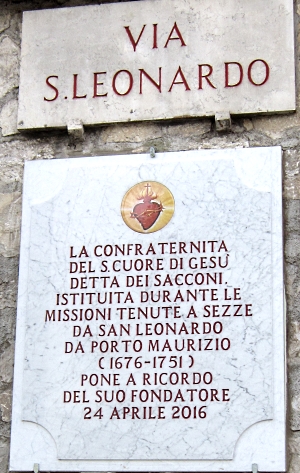 VIA
S. LEONARDO
LA CONFRATERNITA
DEL S. CUORE DI GESÙ
DETTA DEI SACCONI.
ISTITUITA DURANTE LE
MISSIONI TENUTE A SEZZE
DA SAN LEONARDO
DA PORTO MAURIZIO
(1676-1751)
PONE A RICORDO
DEL SUO FONDATORE
24 APRILE 2016